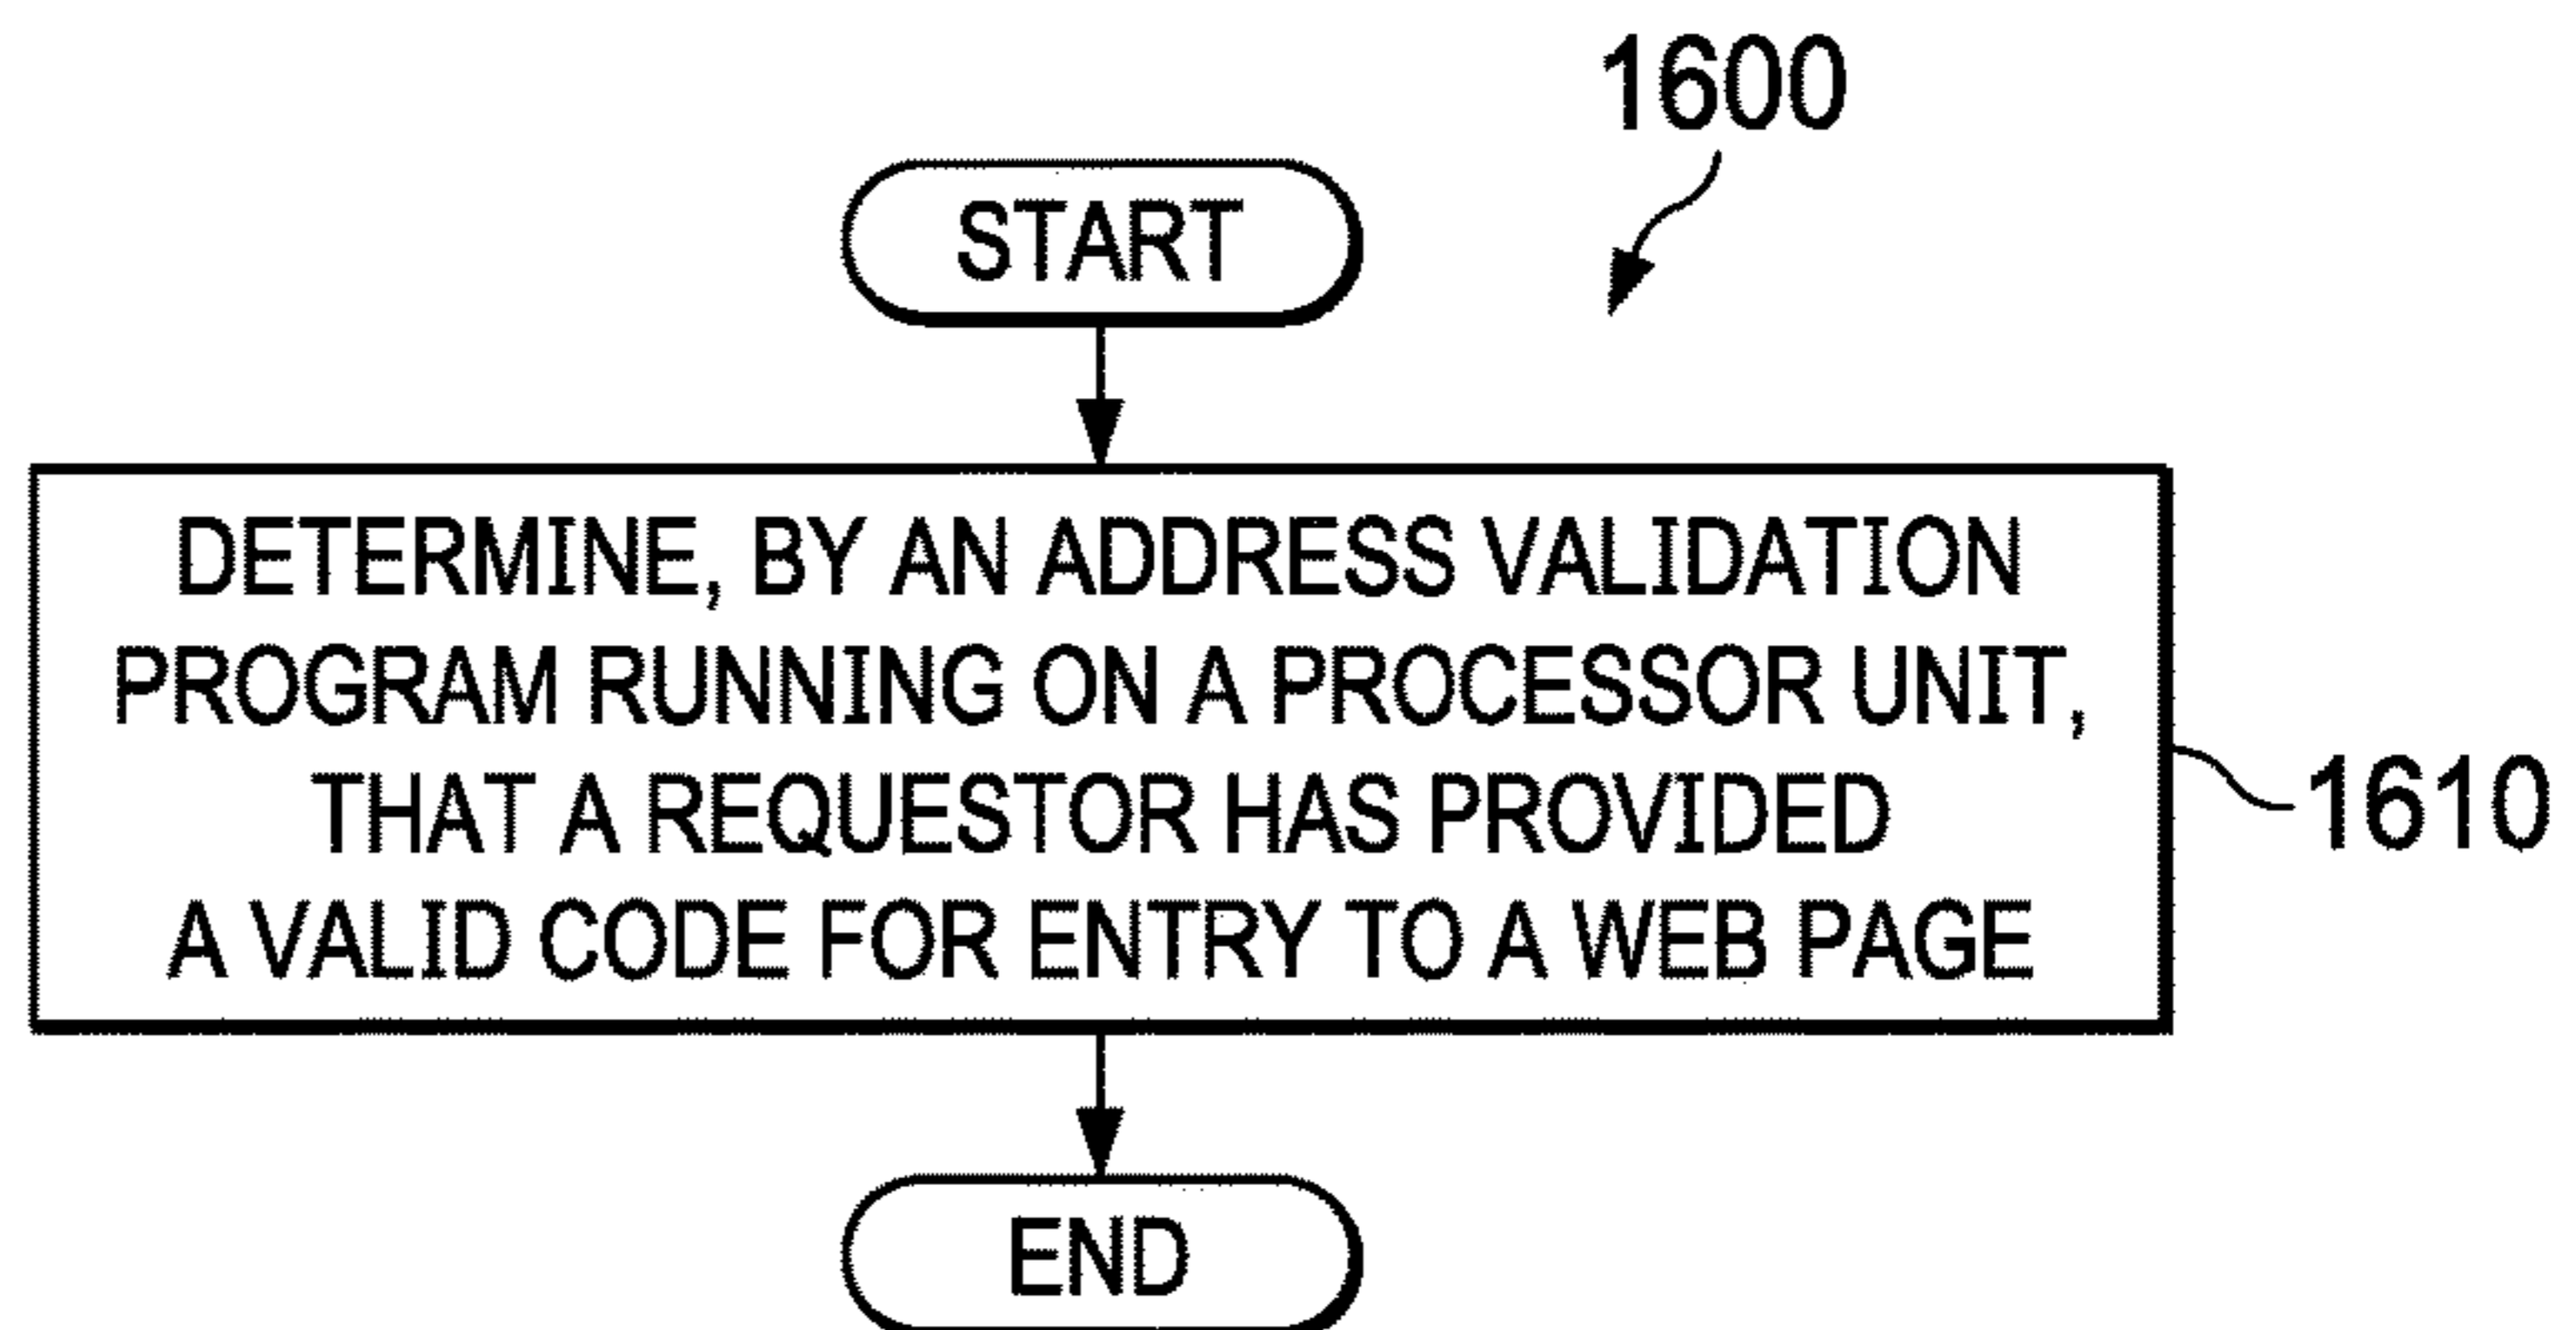 1600
START
DETERMINE, BY AN ADDRESS VALIDATION
PROGRAM RUNNING ON A PROCESSOR UNIT,
THAT A REQUESTOR HAS PROVIDED
A VALID CODE FOR ENTRY TO A WEB PAGE
1610
END